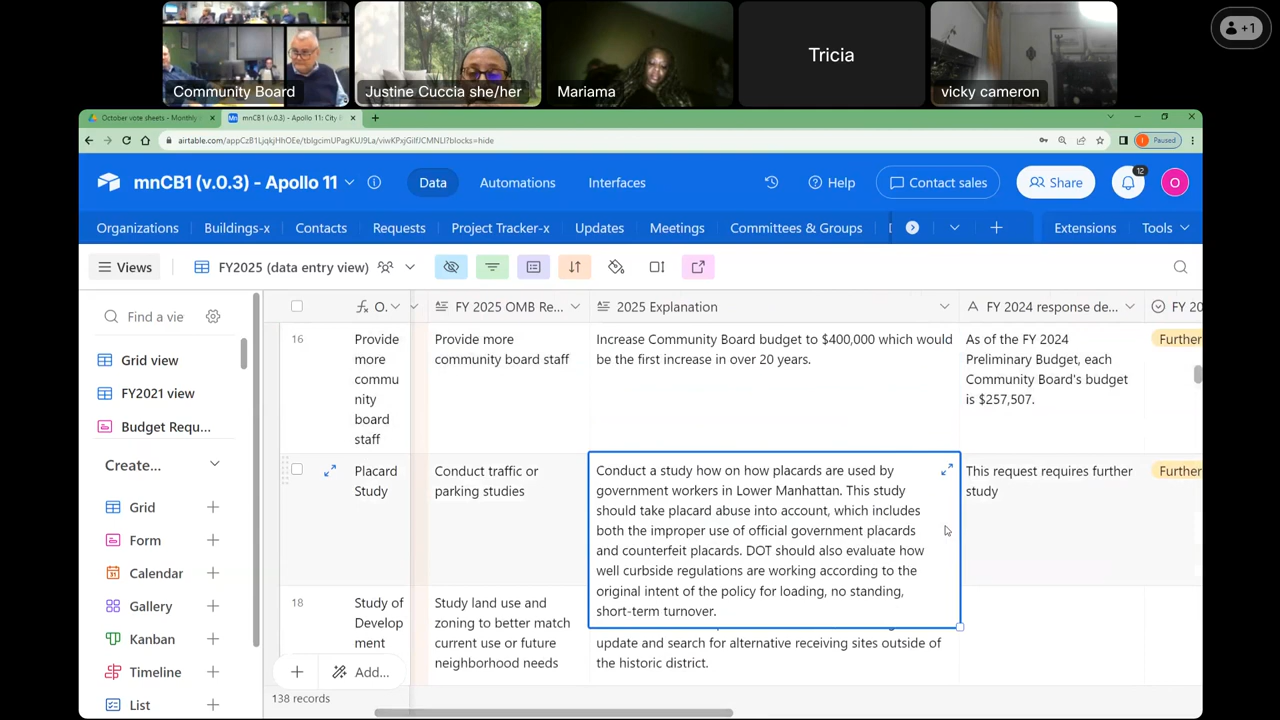 Community Board
Justine Cuccia she/her
Mariama
Tricia
vicky cameron
+1
October vote sheets - Monthly
mnCB1 (v.0.3) - Apollo 11: City B
airtable.com/appCzB1LjqkjHhOEe/tblgcimUPagKUJ9La/viwKPxjGilfJCMNLI?blocks=hide
Paused
mnCB1 (v.0.3) - Apollo 11
Data
Automations
Interfaces
Help
Contact sales
Share
12
O
Organizations
Buildings-x
Contacts
Requests
Project Tracker-x
Updates
Meetings
Committees & Groups
Extensions
Tools
Views
FY2025 (data entry view)
Find a vie
Grid view
FY2021 view
Budget Requ...
Create...
Grid
Form
Calendar
Gallery
Kanban
Timeline
List
O.
FY 2025 OMB Re...
2025 Explanation
FY 2024 response de...
FY 20
16
Provide
more
commu
nity
board
staff
Provide more
community board staff
Increase Community Board budget to $400,000 which would
be the first increase in over 20 years.
As of the FY 2024
Preliminary Budget, each
Community Board's budget
is $257,507.
Further
Placard
Study
Conduct traffic or
parking studies
Conduct a study how on how placards are used by
government workers in Lower Manhattan. This study
should take placard abuse into account, which includes
both the improper use of official government placards
and counterfeit placards. DOT should also evaluate how
well curbside regulations are working according to the
original intent of the policy for loading, no standing,
short-term turnover.
This request requires further
study
Further
18
Study of
Develop
ment
Study land use and
zoning to better match
current use or future
neighborhood needs
update and search for alternative receiving sites outside of
the historic district.
Add...
138 records